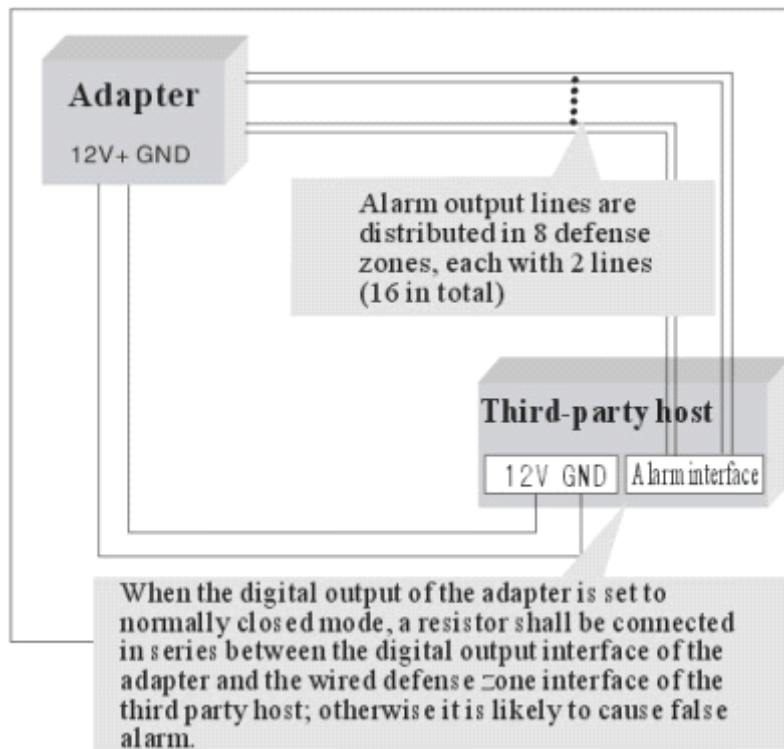 Adapter
12V+ GND
Alarm output lines are
distributed in 8 defense
zones, each with 2 lines
(16 in total)
Third-party host
12V GND
Alarm interface
When the digital output of the adapter is set to
normally closed mode, a resistor shall be connected
in series between the digital output interface of the
adapter and the wired defense zone interface of the
third party host; otherwise it is likely to cause false
alarm.